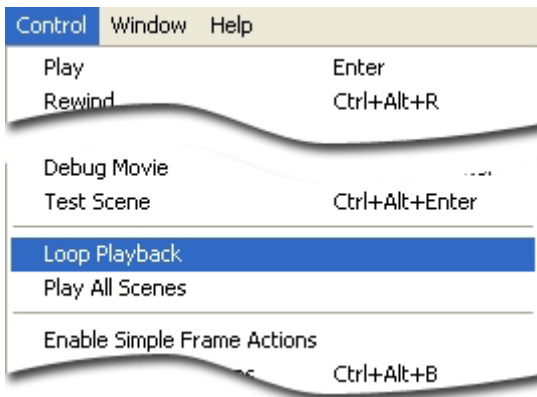 Control Window Help
Play Enter
Rewind Ctrl+Alt+R
Debug Movie
Test Scene Ctrl+Alt+Enter
Loop Playback
Play All Scenes
Enable Simple Frame Actions
Ctrl+Alt+B